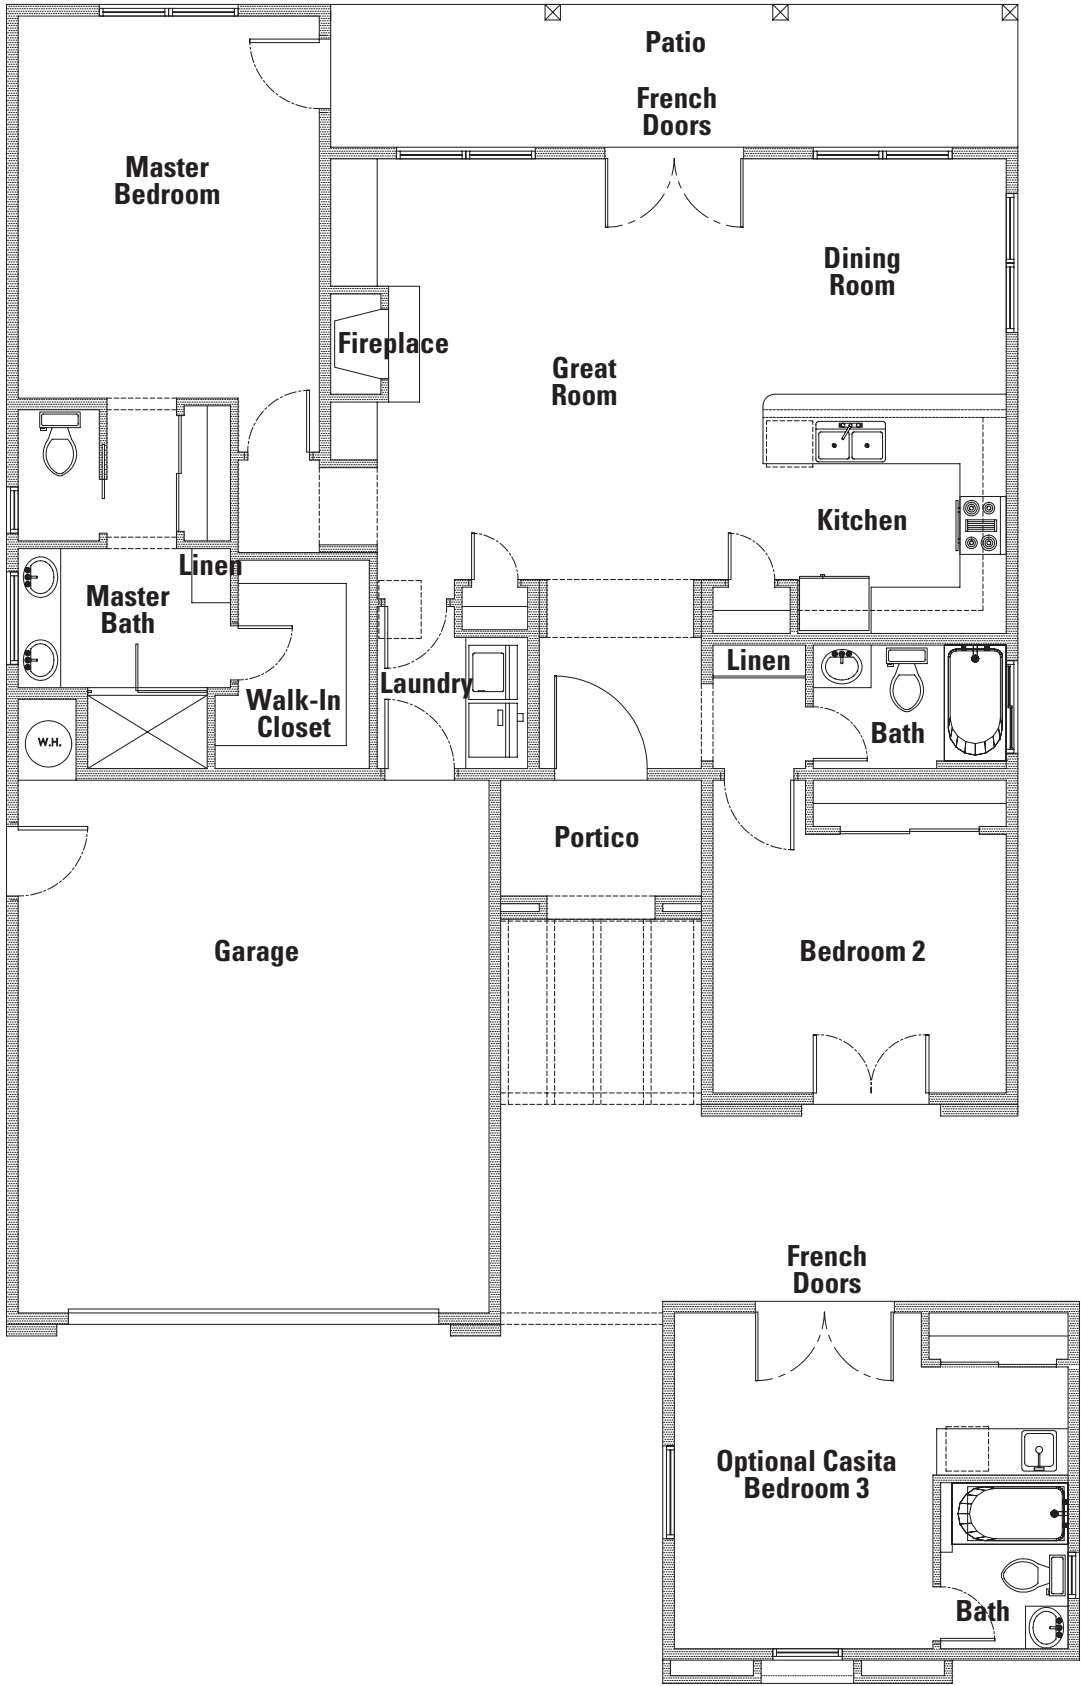 Patio
French
Doors
Master
Bedroom
Dining
Room
Fireplace
Great
Room
Kitchen
Linen
Master
Bath
Linen
Laundry
Walk-In
Closet
Bath
W.H.
Portico
Garage
Bedroom 2
French
Doors
Optional Casita
Bedroom 3
Bath